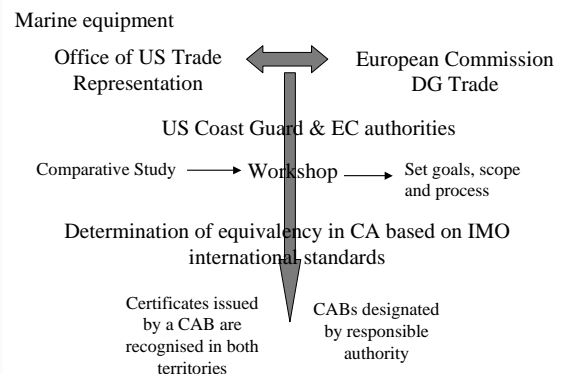 Marine equipment
Office of US Trade
Representation
European Commission
DG Trade
US Coast Guard & EC authorities
Comparative Study
Workshop
Set goals, scope
and process
Determination of equivalency in CA based on IMO
international standards
Certificates issued
by a CAB are
recognised in both
territories
CABs designated
by responsible
authority